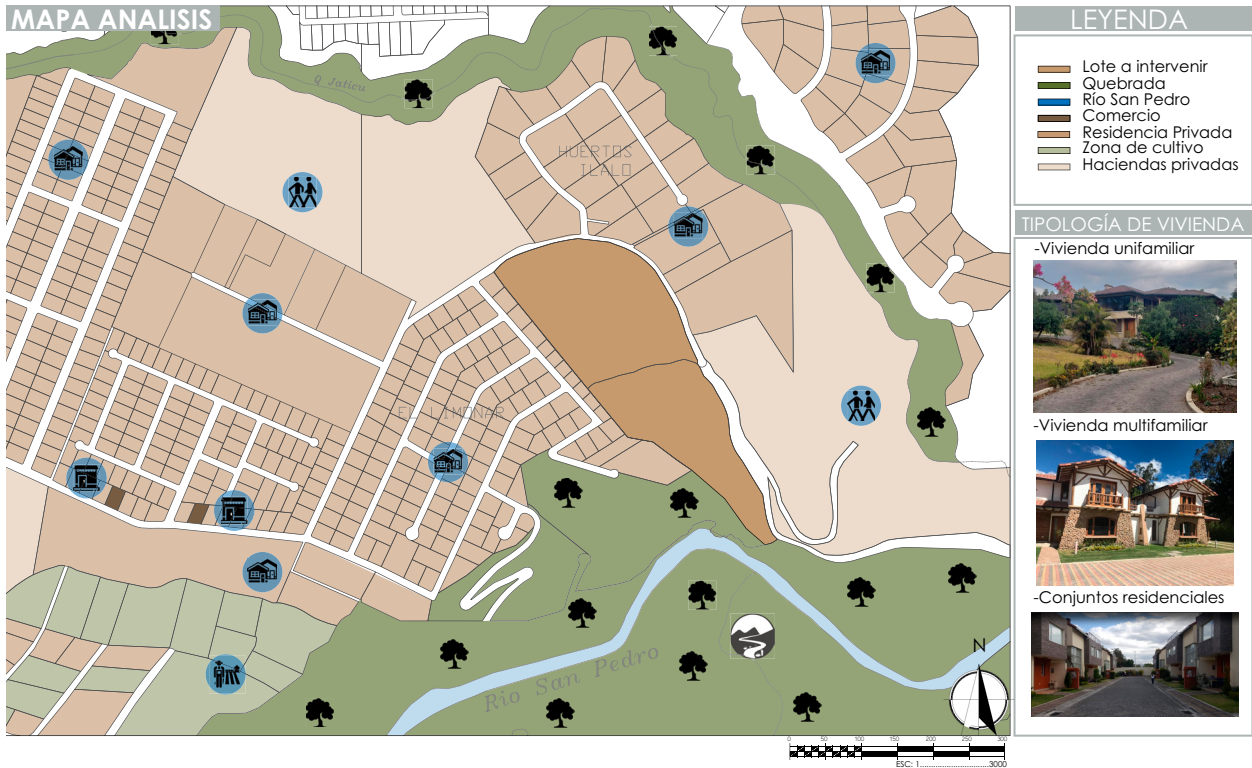 MAPA ANALISIS
Q Jaticu
HUERTOS
ILALO
EL LIMONAR
Rio San Pedro
N
0 50 100 150 200 250 300
ESC: 1..................3000
LEYENDA
Lote a intervenir
Quebrada
Río San Pedro
Comercio
Residencia Privada
Zona de cultivo
Haciendas privadas
TIPOLOGÍA DE VIVIENDA
-Vivienda unifamiliar
-Vivienda multifamiliar
-Conjuntos residenciales